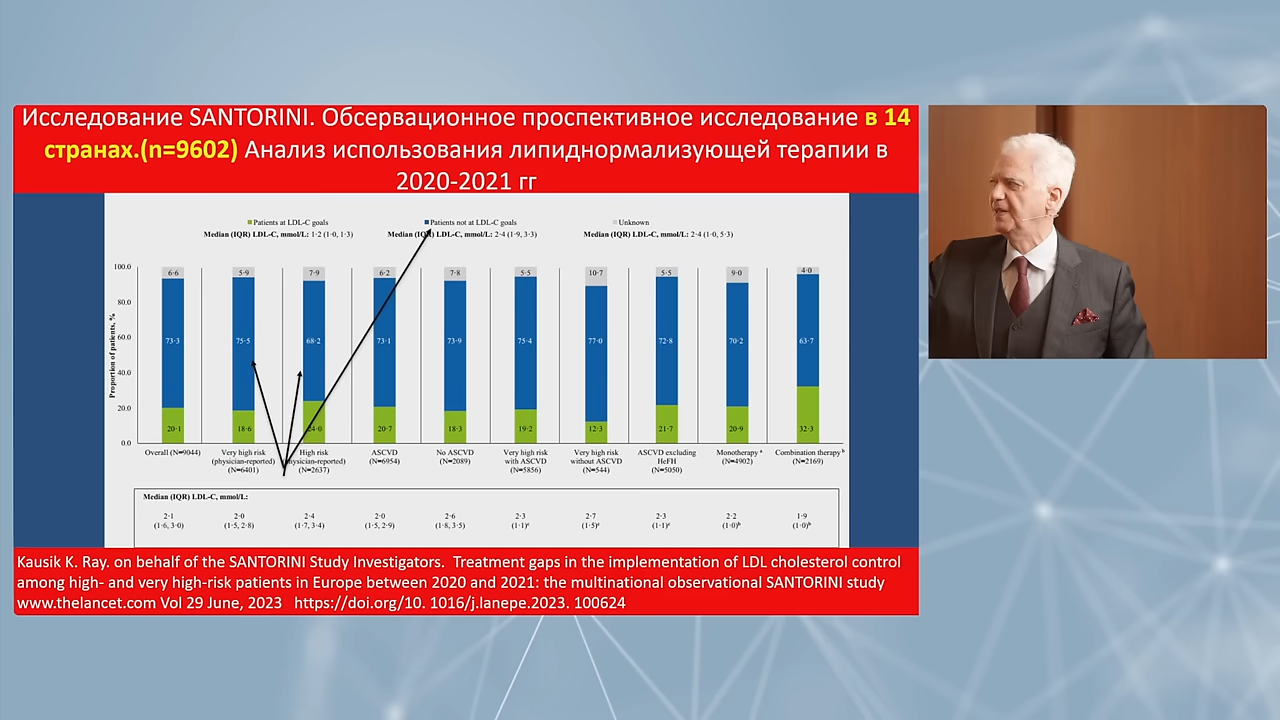 Исследование SANTORINI. Обсервационное проспективное исследование в 14
странах.(n=9602) Анализ использования липиднормализующей терапии в
2020-2021 гг
Patients at LDL-C goals
Patients not at LDL-C goals
Unknown
Median (IQR) LDL-C, mmol/L: 1·2 (1·0, 1·3)
Median (IQR) LDL-C, mmol/L: 2·4 (1·9, 3·3)
Median (IQR) LDL-C, mmol/L: 2·4 (1·0, 5·3)
Proportion of patients, %
100.0
80.0
60.0
40.0
20.0
0.0
6·6 5·9 7·9 6·2 7·8 5·5 10·7 5·5 9·0 4·0
73·3 75·5 68·2 73·1 73·9 75·4 77·0 72·8 70·2 63·7
20·1 18·6 24·0 20·7 18·3 19·2 12·3 21·7 20·9 32·3
Overall (N=9044)
Very high risk
(physician-reported)
(N=6401)
High risk
(physician-reported)
(N=2637)
ASCVD
(N=6954)
No ASCVD
(N=2089)
Very high risk
with ASCVD
(N=5856)
Very high risk
without ASCVD
(N=544)
ASCVD excluding
HeFH
(N=5050)
Monotherapy a
(N=4902)
Combination therapy b
(N=2169)
Median (IQR) LDL-C, mmol/L:
2·1 2·0 2·4 2·0 2·6 2·3 2·7 2·3 2·2 1·9
(1·6, 3·0) (1·5, 2·8) (1·7, 3·4) (1·5, 2·9) (1·8, 3·5) (1·1)c (1·5)c (1·1)c (1·0)b (1·0)b
Kausik K. Ray. on behalf of the SANTORINI Study Investigators. Treatment gaps in the implementation of LDL cholesterol control
among high- and very high-risk patients in Europe between 2020 and 2021: the multinational observational SANTORINI study
www.thelancet.com Vol 29 June, 2023 https://doi.org/10. 1016/j.lanepe.2023. 100624